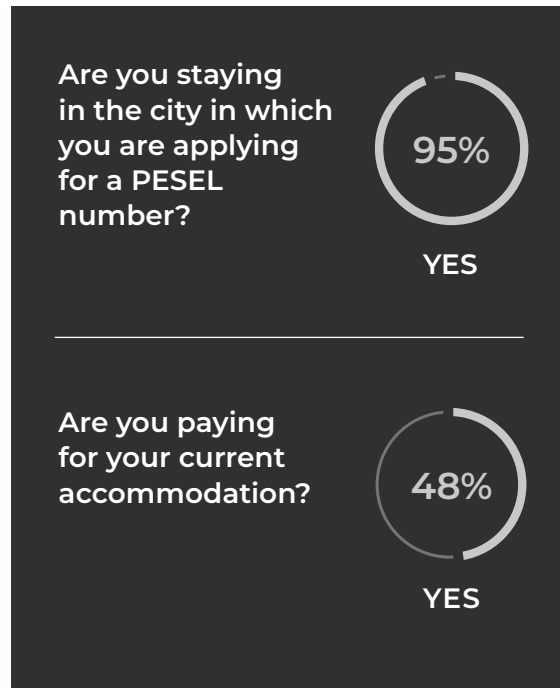 Are you staying
in the city in which
you are applying
for a PESEL
number?
95%
YES
Are you paying
for your current
accommodation?
48%
YES